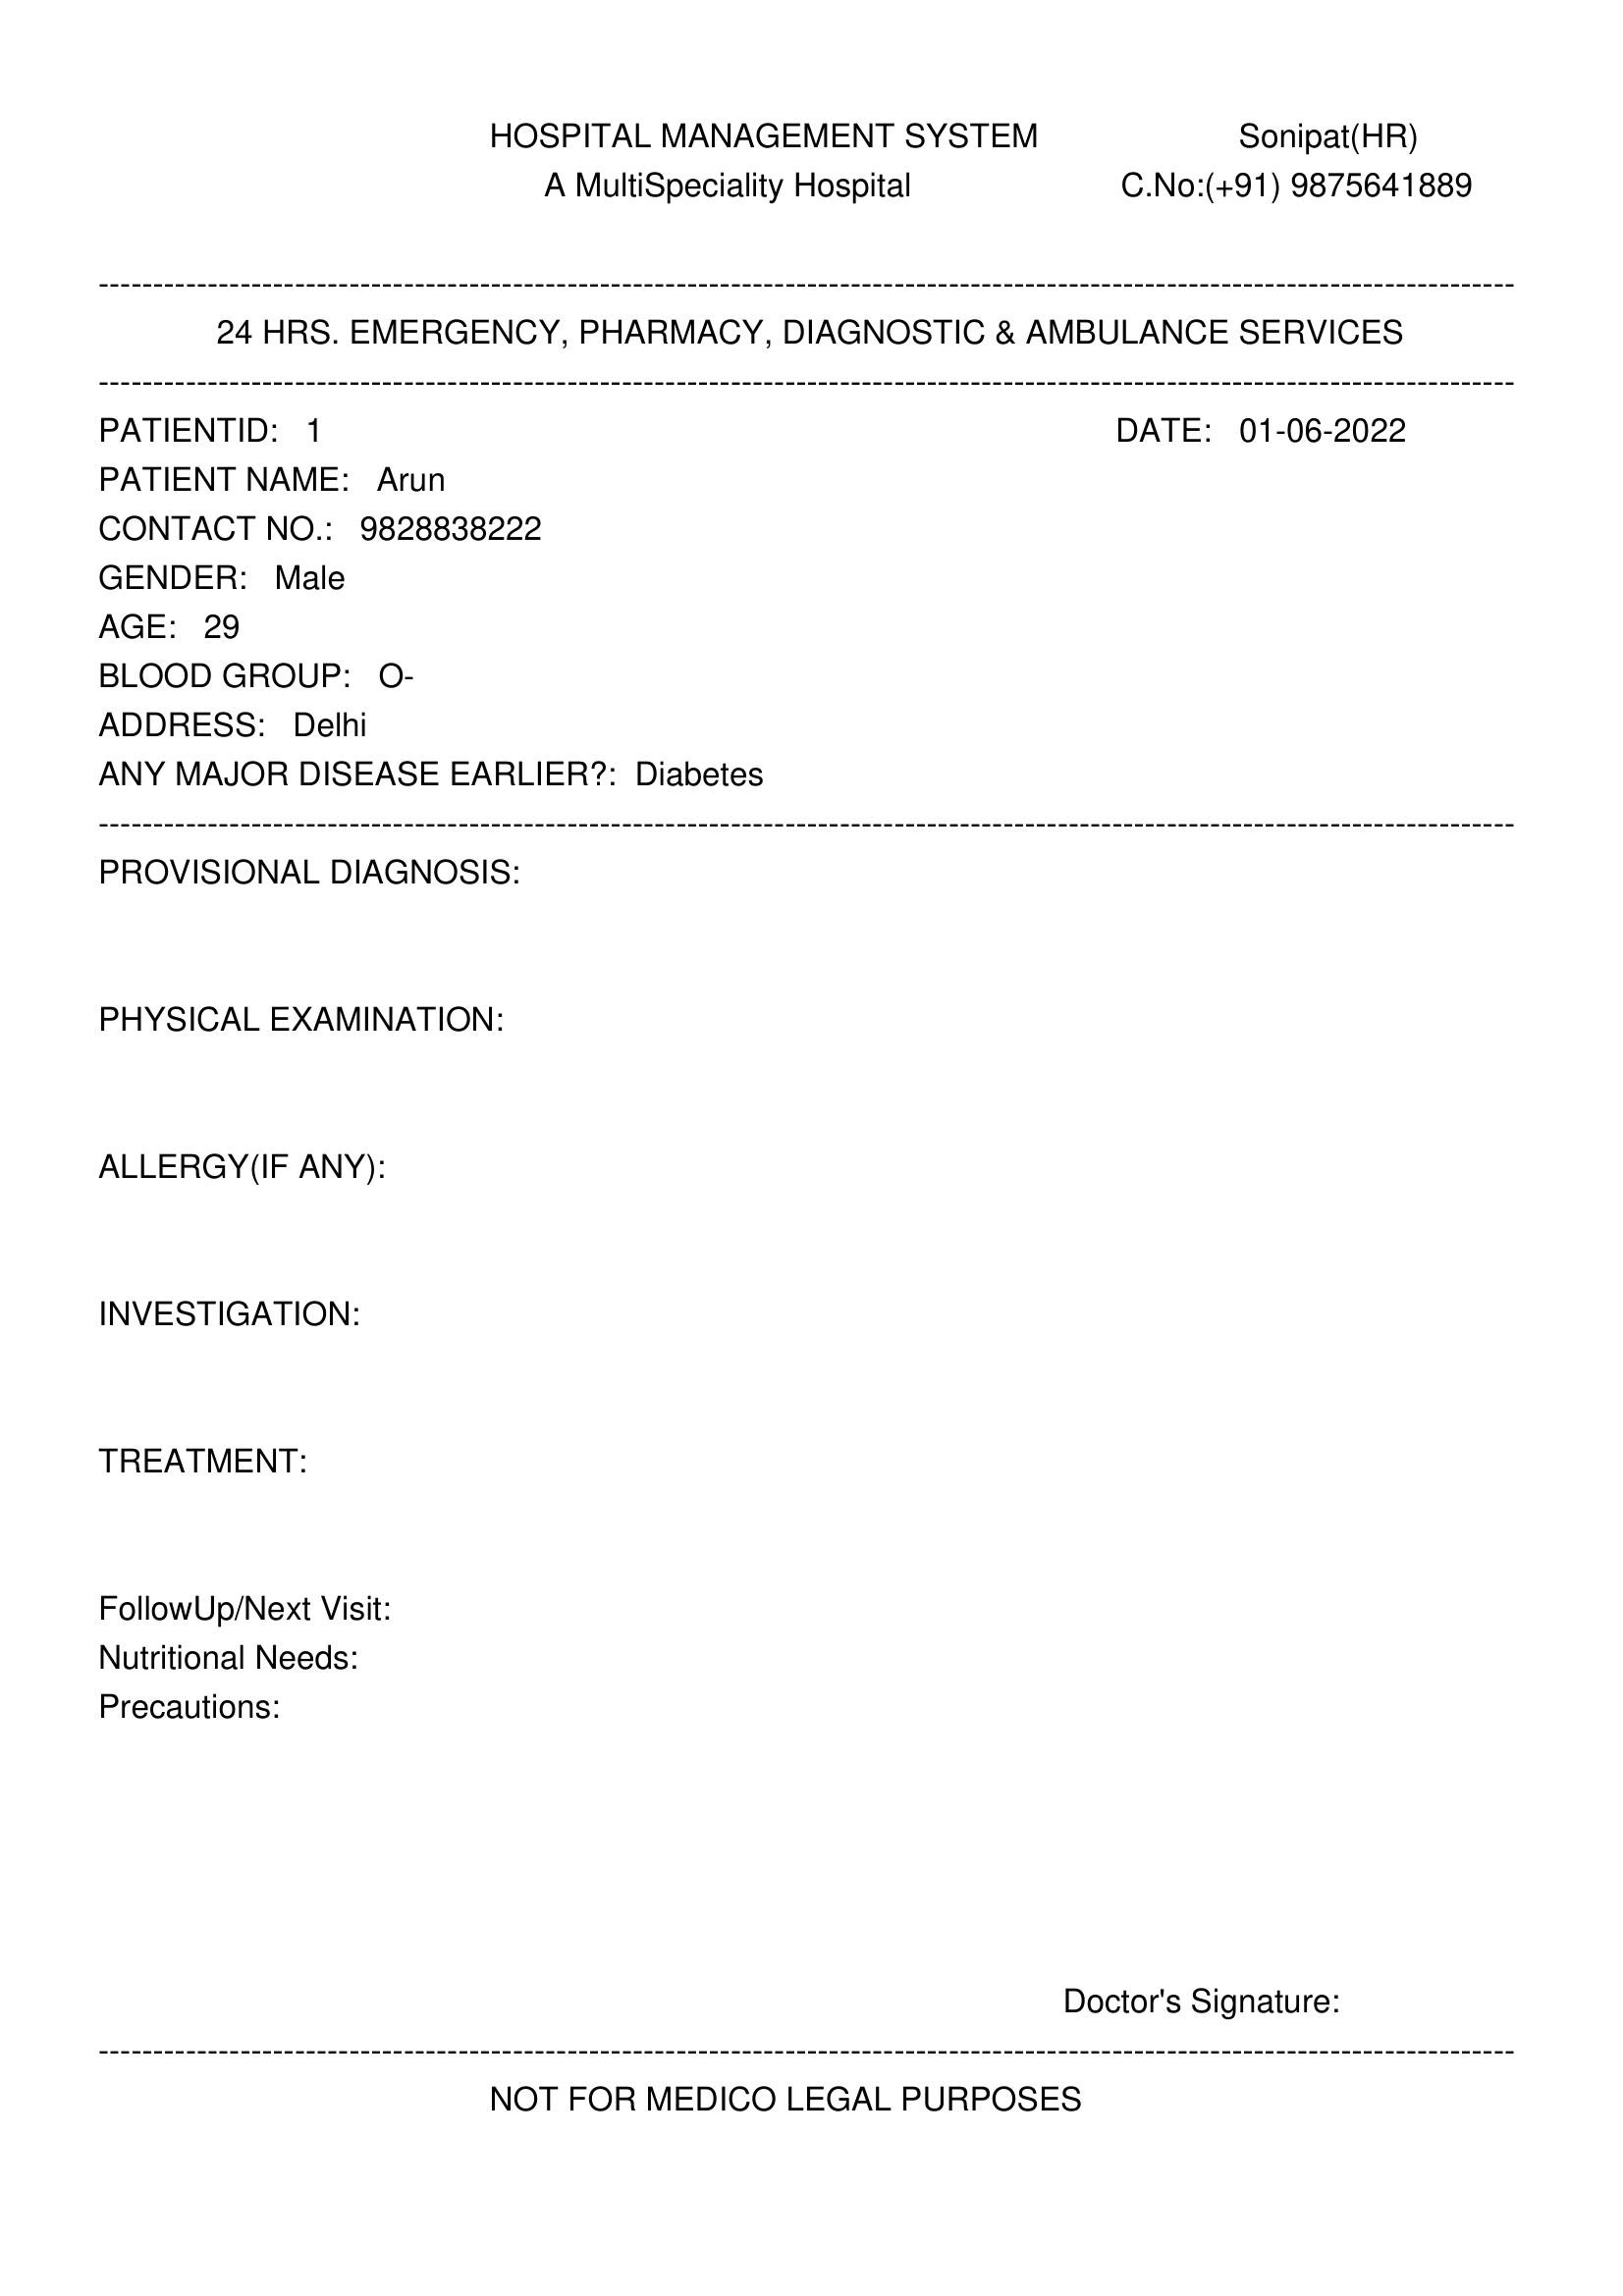 HOSPITAL MANAGEMENT SYSTEM Sonipat(HR)
A MultiSpeciality Hospital C.No:(+91) 9875641889
----------------------------------------------------------------------------------------------------------------------------------
24 HRS. EMERGENCY, PHARMACY, DIAGNOSTIC & AMBULANCE SERVICES
----------------------------------------------------------------------------------------------------------------------------------
PATIENTID: 1 DATE: 01-06-2022
PATIENT NAME: Arun
CONTACT NO.: 9828838222
GENDER: Male
AGE: 29
BLOOD GROUP: O-
ADDRESS: Delhi
ANY MAJOR DISEASE EARLIER?: Diabetes
----------------------------------------------------------------------------------------------------------------------------------
PROVISIONAL DIAGNOSIS:
PHYSICAL EXAMINATION:
ALLERGY(IF ANY):
INVESTIGATION:
TREATMENT:
FollowUp/Next Visit:
Nutritional Needs:
Precautions:
Doctor's Signature:
----------------------------------------------------------------------------------------------------------------------------------
NOT FOR MEDICO LEGAL PURPOSES